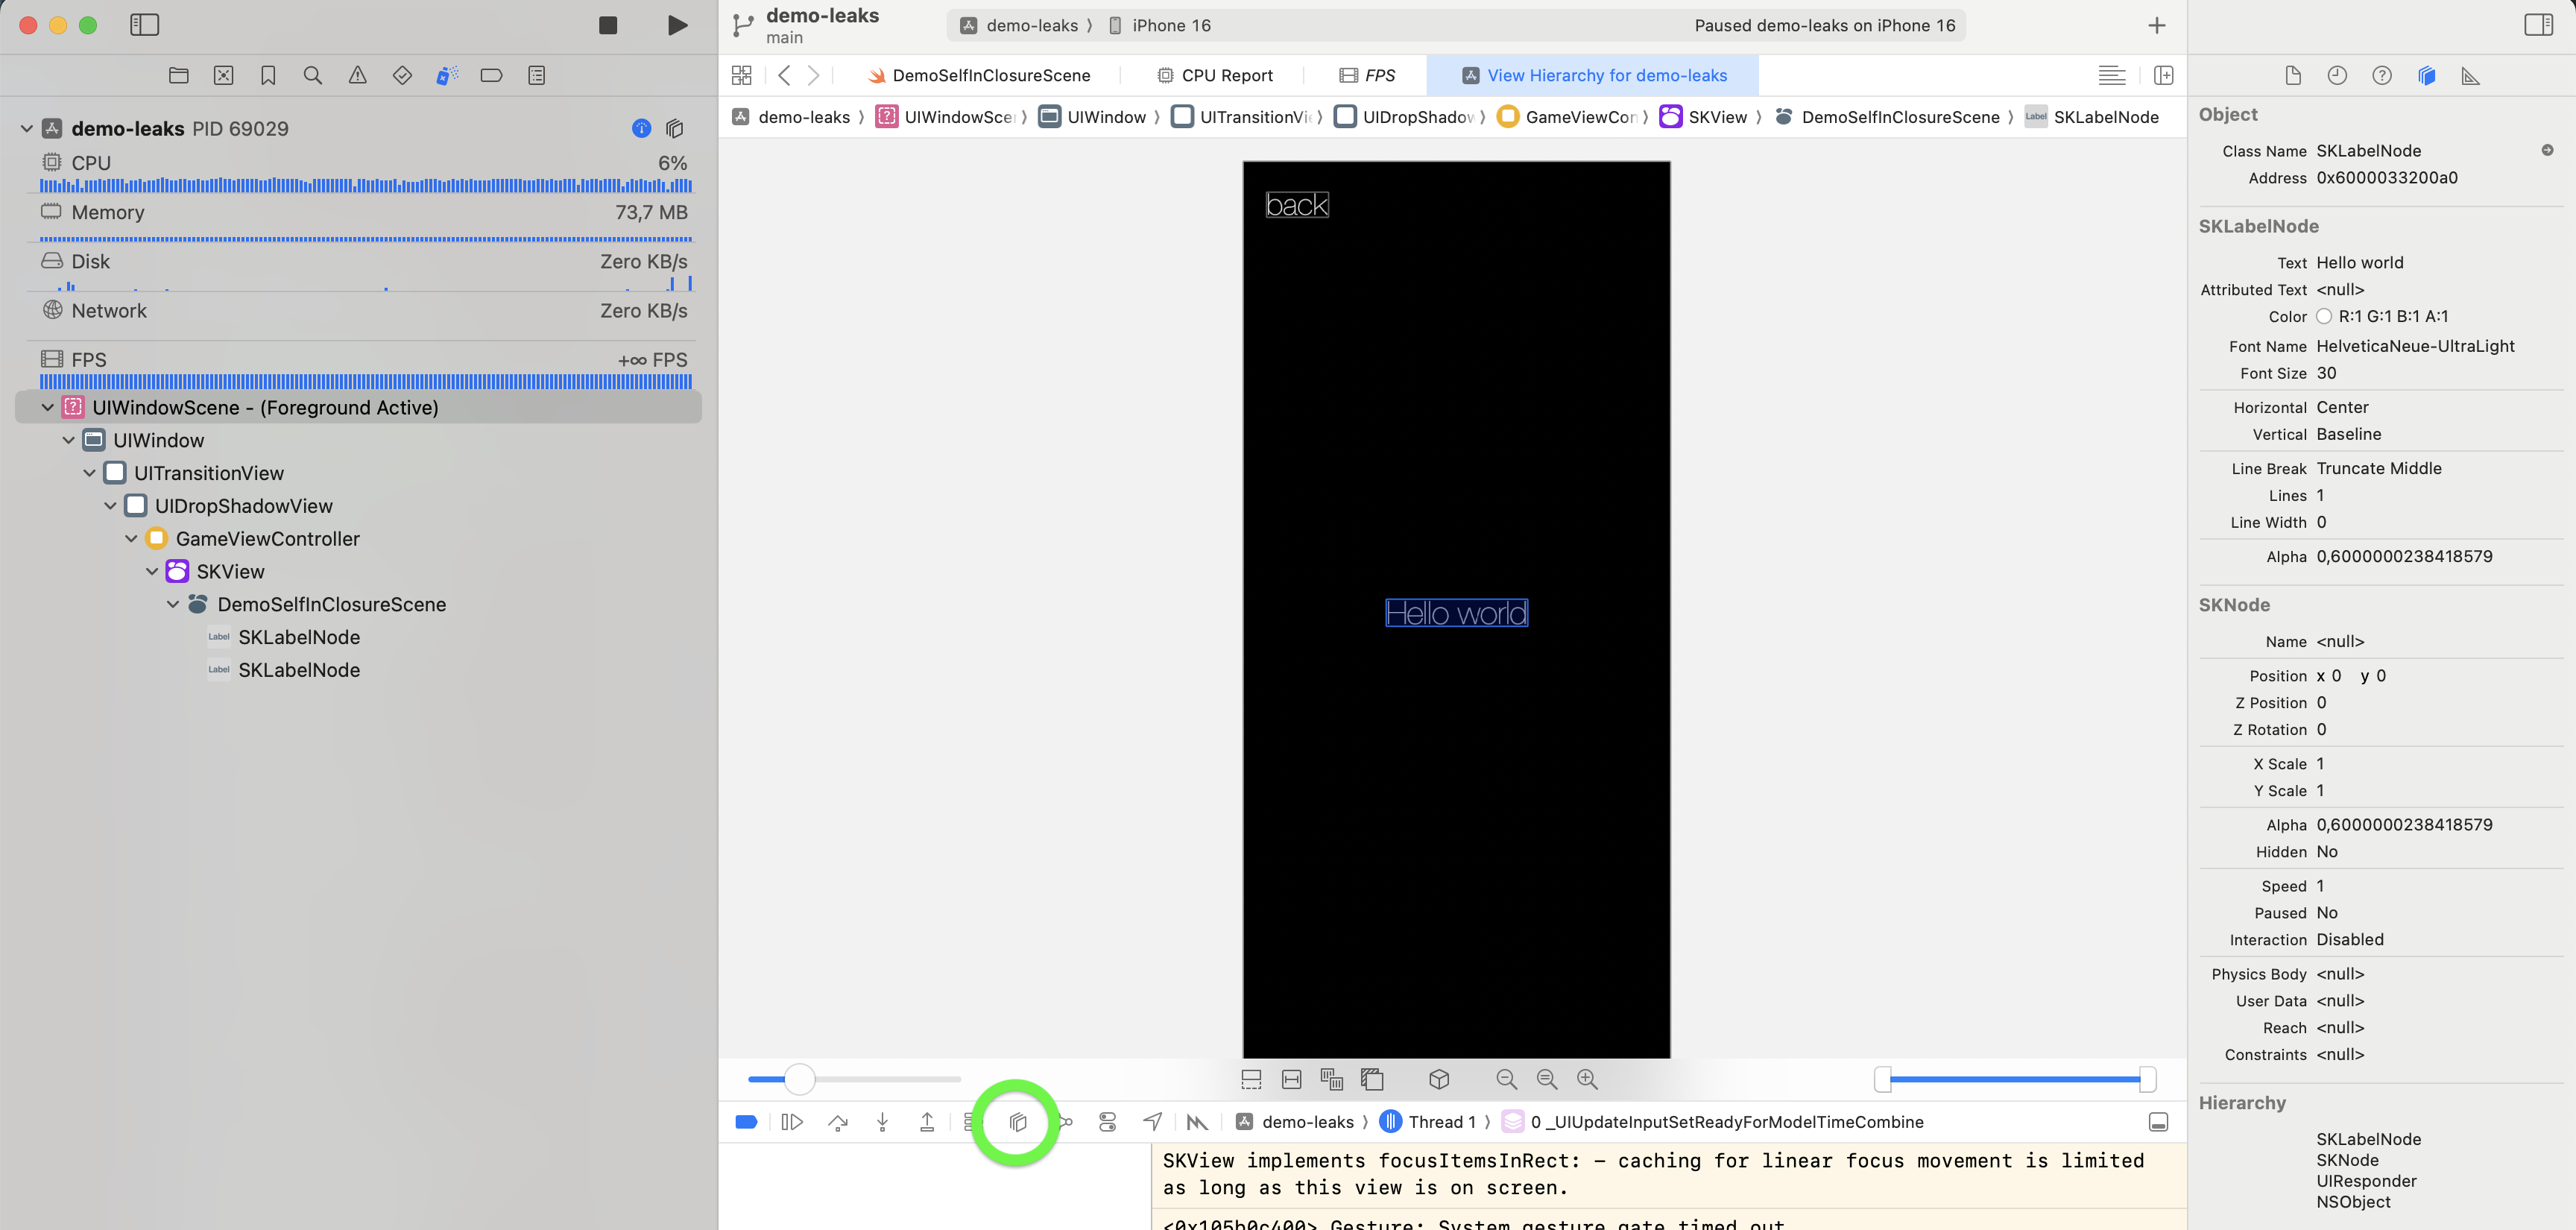 demo-leaks
main
demo-leaks 〉 iPhone 16
Paused demo-leaks on iPhone 16
DemoSelfInClosureScene
CPU Report
FPS
View Hierarchy for demo-leaks
demo-leaks 〉 UIWindowSce 〉 UIWindow 〉 UITransitionVi 〉 UIDropShadow 〉 GameViewCon 〉 SKView 〉 DemoSelfInClosureScene 〉 Label SKLabelNode
demo-leaks PID 69029
CPU 6%
Memory 73,7 MB
Disk Zero KB/s
Network Zero KB/s
FPS +∞ FPS
UIWindowScene - (Foreground Active)
UIWindow
UITransitionView
UIDropShadowView
GameViewController
SKView
DemoSelfInClosureScene
Label SKLabelNode
Label SKLabelNode
back
Hello world
demo-leaks 〉 Thread 1 〉 0 _UIUpdateInputSetReadyForModelTimeCombine
SKView implements focusItemsInRect: - caching for linear focus movement is limited
as long as this view is on screen.
<0x105b0c400> Gesture: System gesture gate timed out
Object
Class Name SKLabelNode
Address 0x6000033200a0
SKLabelNode
Text Hello world
Attributed Text <null>
Color R:1 G:1 B:1 A:1
Font Name HelveticaNeue-UltraLight
Font Size 30
Horizontal Center
Vertical Baseline
Line Break Truncate Middle
Lines 1
Line Width 0
Alpha 0,6000000238418579
SKNode
Name <null>
Position x 0 y 0
Z Position 0
Z Rotation 0
X Scale 1
Y Scale 1
Alpha 0,6000000238418579
Hidden No
Speed 1
Paused No
Interaction Disabled
Physics Body <null>
User Data <null>
Reach <null>
Constraints <null>
Hierarchy
SKLabelNode
SKNode
UIResponder
NSObject